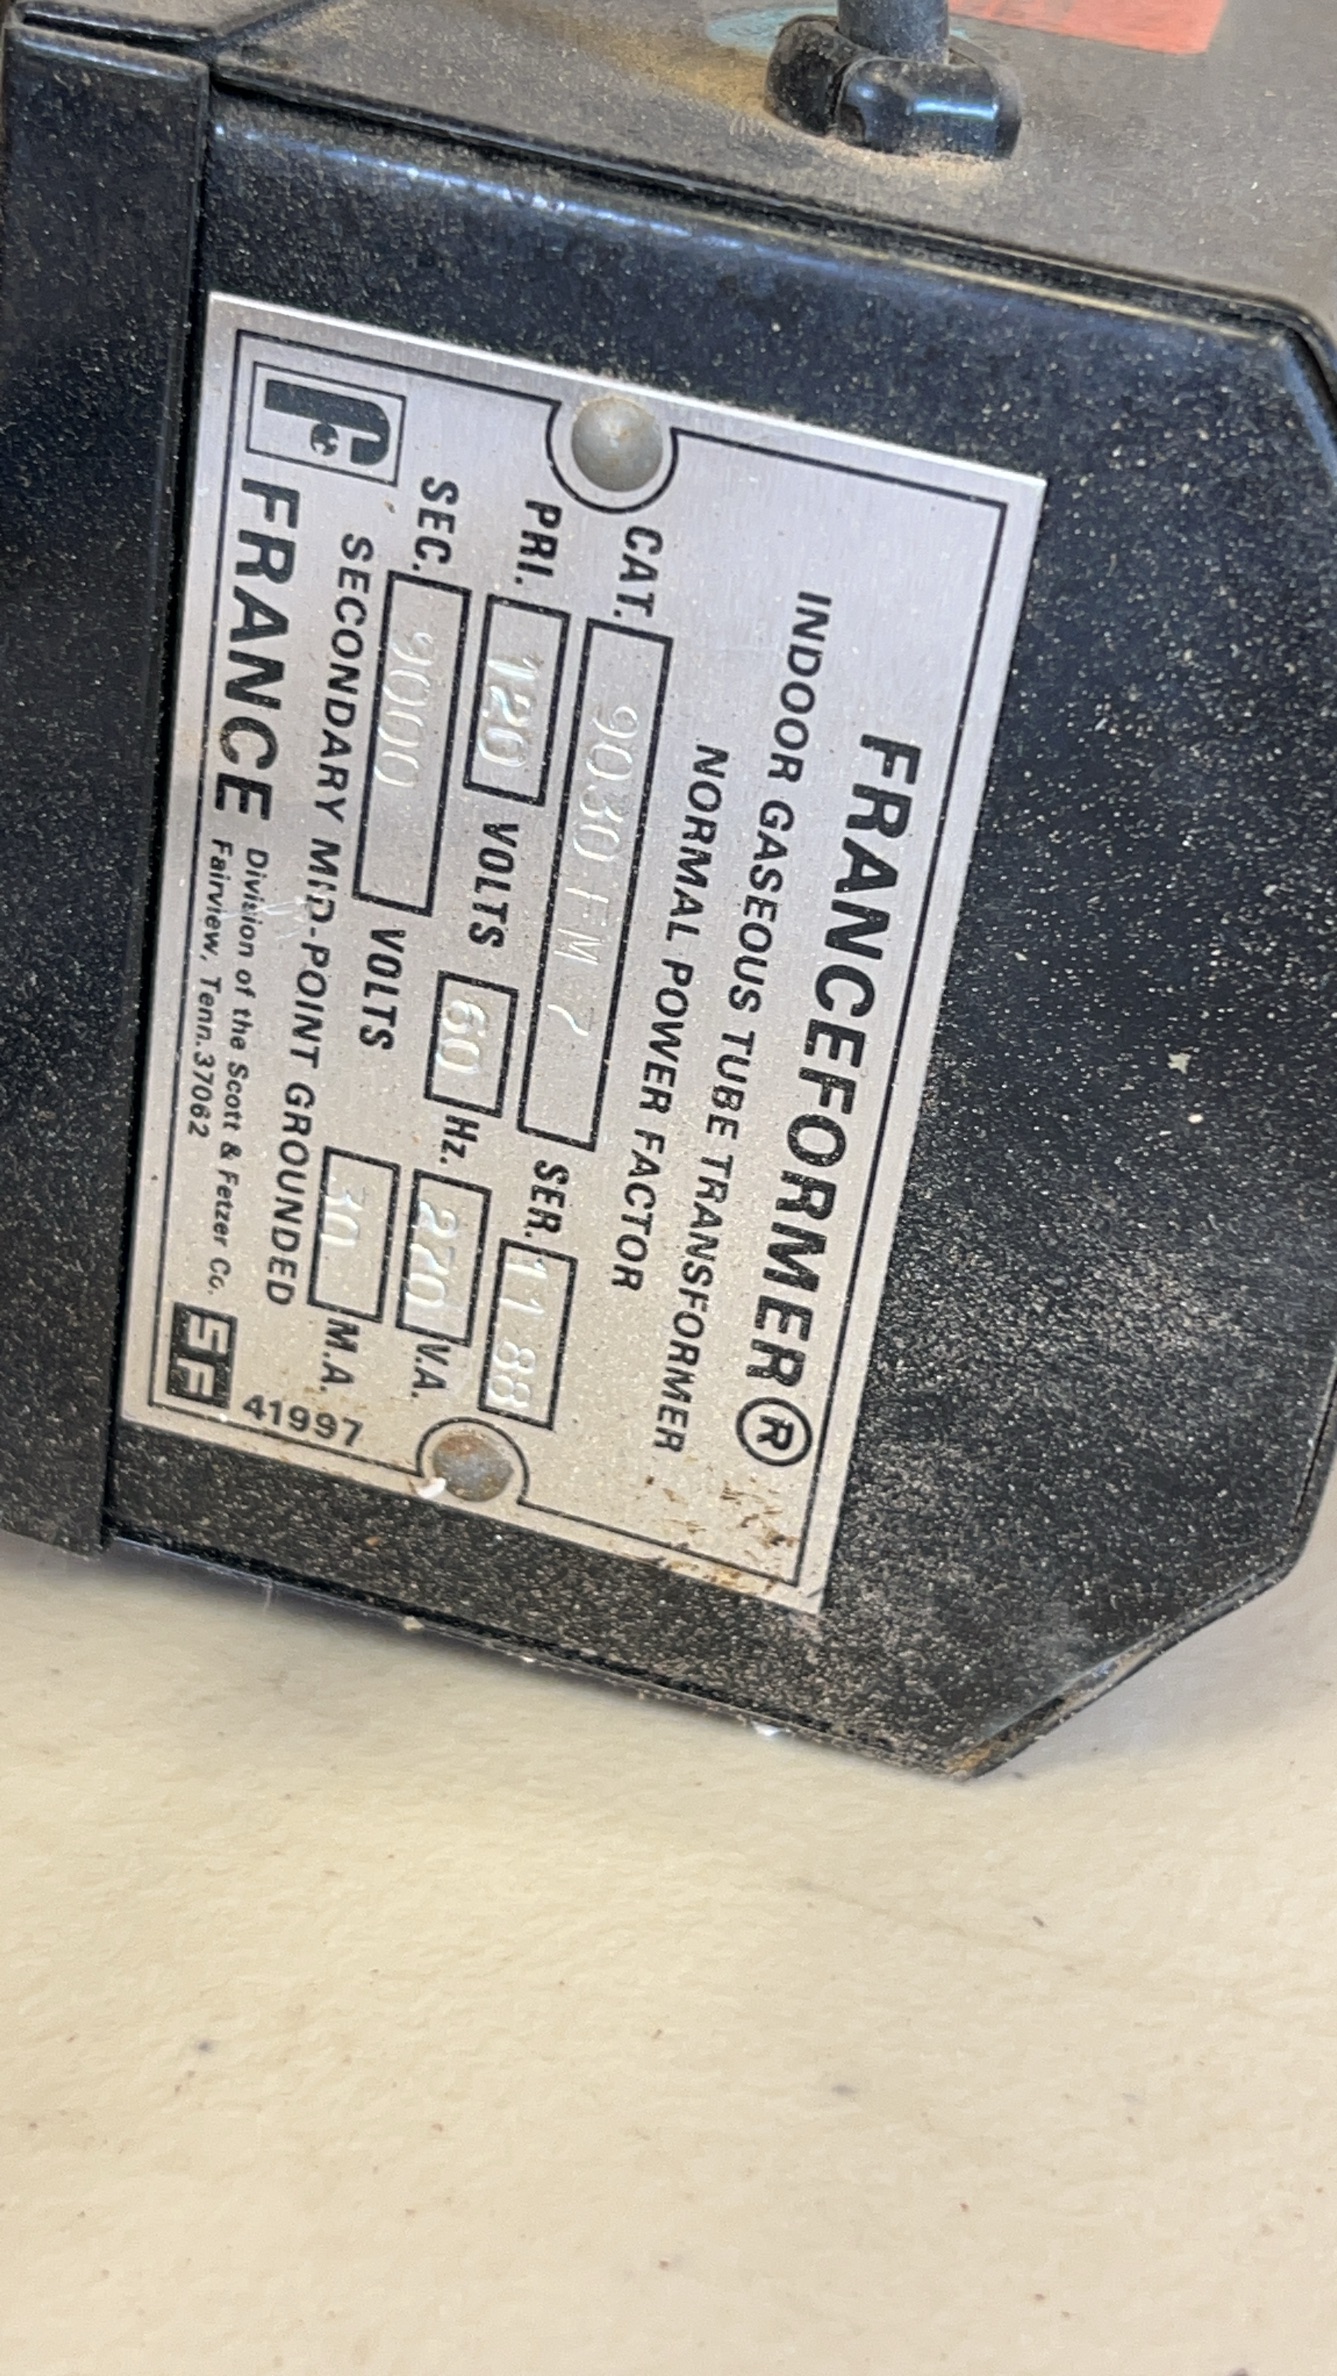 FRANCEFORMER®
INDOOR GASEOUS TUBE TRANSFORMER
NORMAL POWER FACTOR
CAT. 9030 FM 7 SER. 11 88
PRI. 120 VOLTS 60 Hz. 270 V.A.
SEC. 9000 VOLTS 30 M.A.
SECONDARY MID-POINT GROUNDED
FRANCE Division of the Scott & Fetzer Co.
Fairview, Tenn. 37062
SF
41997